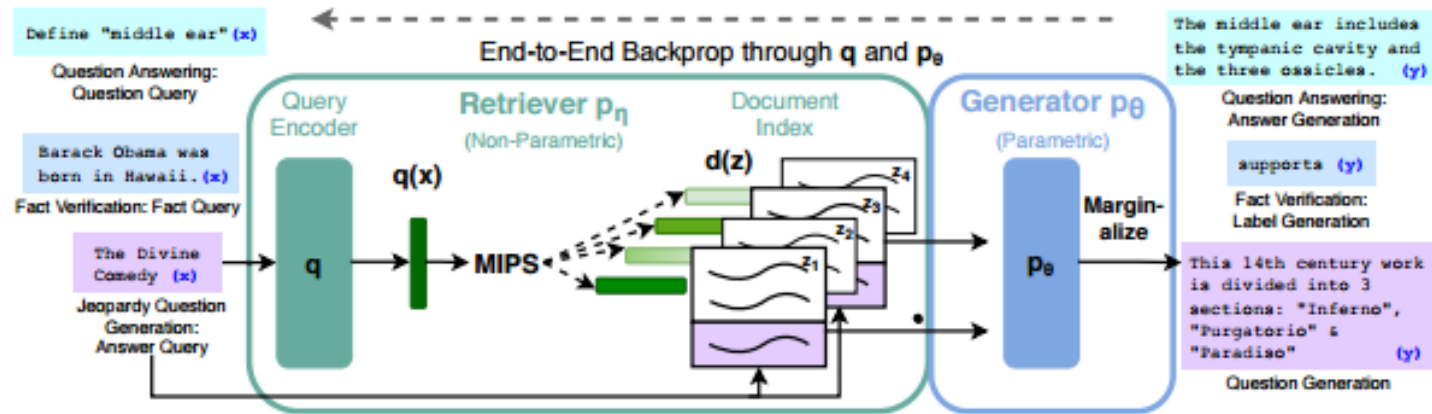 Define "middle ear" (x)
Question Answering:
Question Query
Barack Obama was
born in Hawaii. (x)
Fact Verification: Fact Query
The Divine
Comedy (x)
Jeopardy Question
Generation:
Answer Query
End-to-End Backprop through q and pθ
Query
Encoder
q
q(x)
Retriever pη
(Non-Parametric)
MIPS
Document
Index
d(z)
z4
z3
z2
z1
Generator pθ
(Parametric)
pθ
Margin-
alize
The middle ear includes
the tympanic cavity and
the three ossicles. (y)
Question Answering:
Answer Generation
supports (y)
Fact Verification:
Label Generation
This 14th century work
is divided into 3
sections: "Inferno",
"Purgatorio" &
"Paradiso" (y)
Question Generation